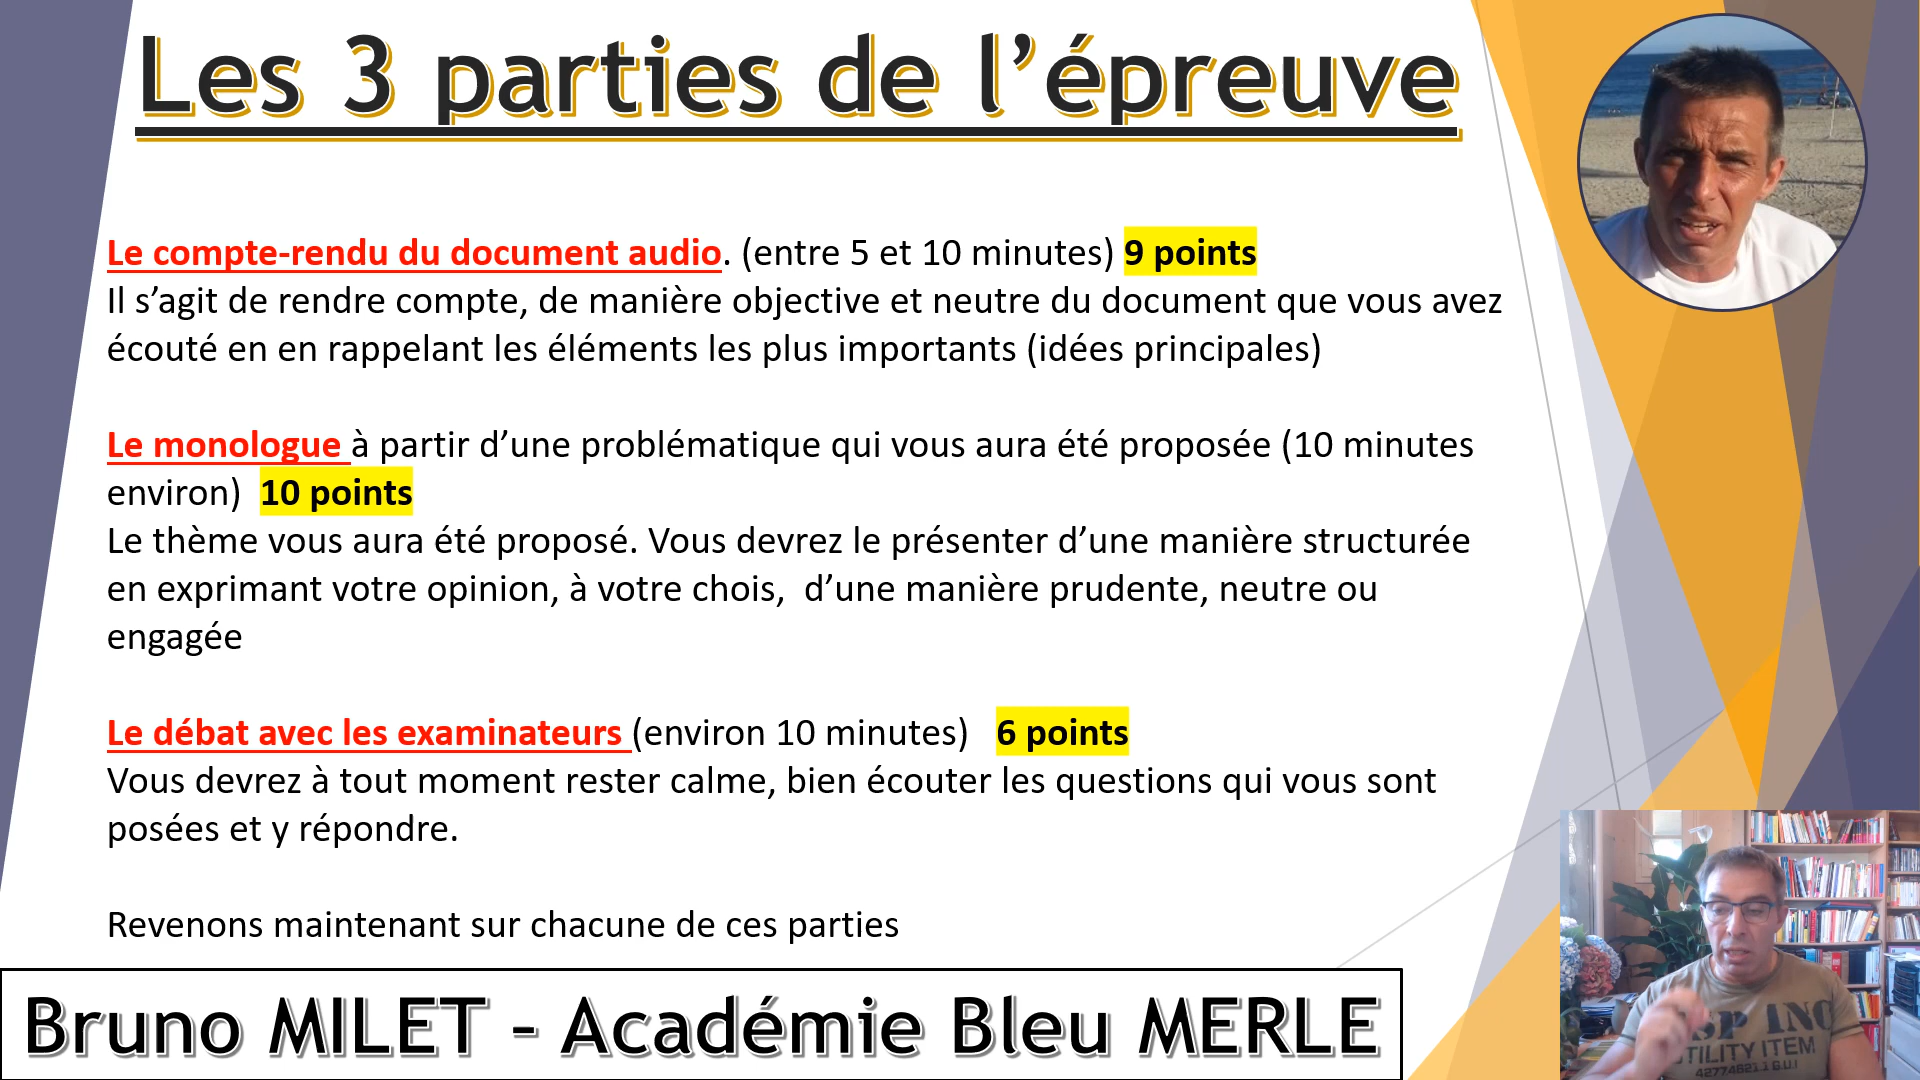 Les 3 parties de l’épreuve
Le compte-rendu du document audio. (entre 5 et 10 minutes) 9 points
Il s’agit de rendre compte, de manière objective et neutre du document que vous avez
écouté en en rappelant les éléments les plus importants (idées principales)
Le monologue à partir d’une problématique qui vous aura été proposée (10 minutes
environ) 10 points
Le thème vous aura été proposé. Vous devrez le présenter d’une manière structurée
en exprimant votre opinion, à votre chois, d’une manière prudente, neutre ou
engagée
Le débat avec les examinateurs (environ 10 minutes) 6 points
Vous devrez à tout moment rester calme, bien écouter les questions qui vous sont
posées et y répondre.
Revenons maintenant sur chacune de ces parties
Bruno MILET - Académie Bleu MERLE
SP INC
TILITY ITEM